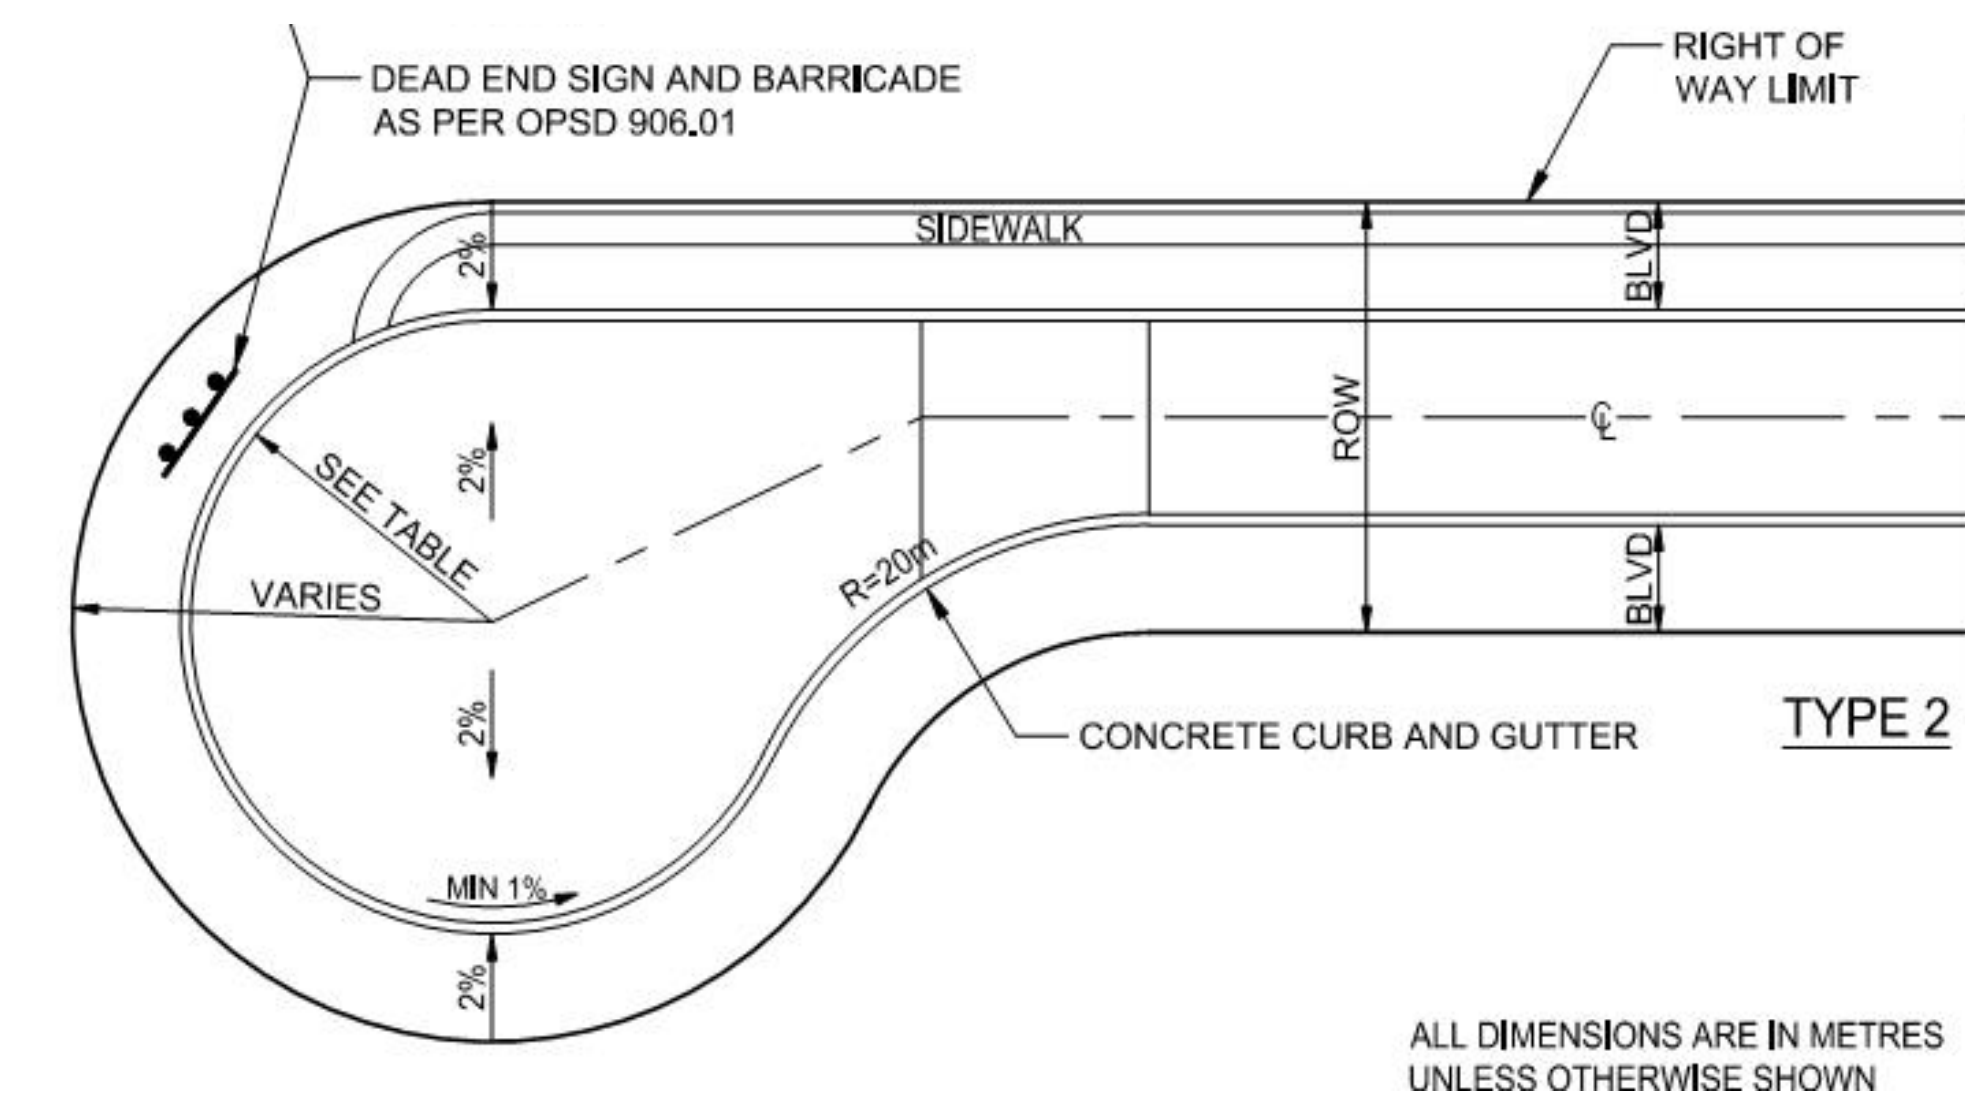 DEAD END SIGN AND BARRICADE
AS PER OPSD 906.01
RIGHT OF
WAY LIMIT
SIDEWALK
2%
BLVD
ROW
℄
2%
SEE TABLE
VARIES
R=20m
BLVD
2%
CONCRETE CURB AND GUTTER
TYPE 2
MIN 1%
2%
ALL DIMENSIONS ARE IN METRES
UNLESS OTHERWISE SHOWN